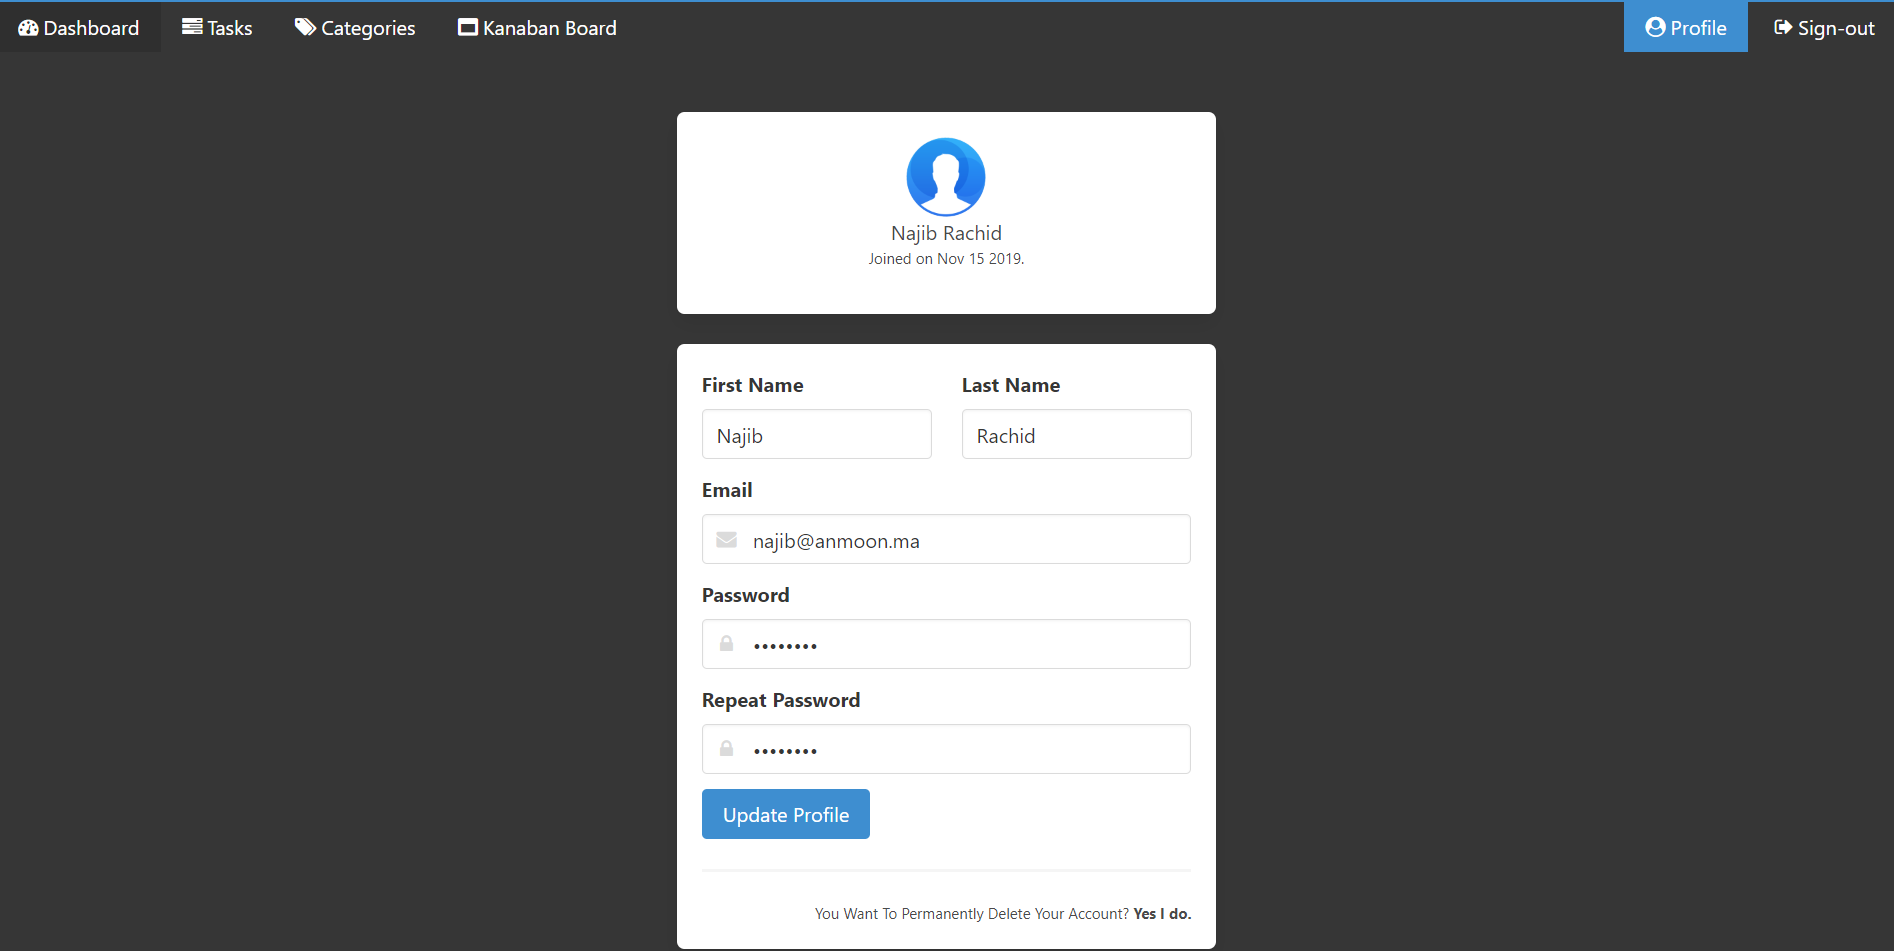 Dashboard Tasks Categories Kanaban Board Profile Sign-out
Najib Rachid
Joined on Nov 15 2019.
First Name Last Name
Najib Rachid
Email
najib@anmoon.ma
Password
••••••••
Repeat Password
••••••••
Update Profile
You Want To Permanently Delete Your Account? Yes I do.